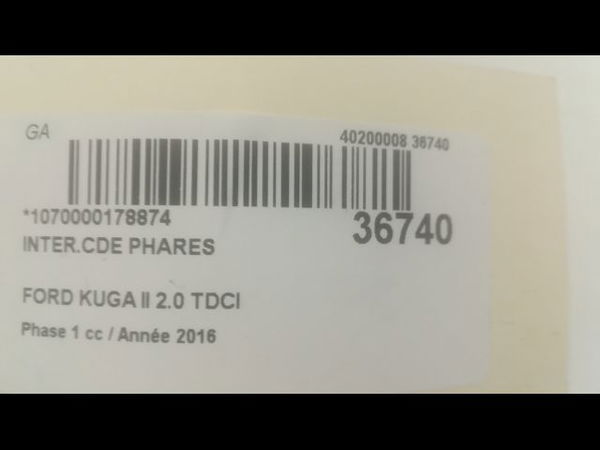 GA
40200008 36740
*1070000178874
36740
INTER.CDE PHARES
FORD KUGA II 2.0 TDCI
Phase 1 cc / Année 2016